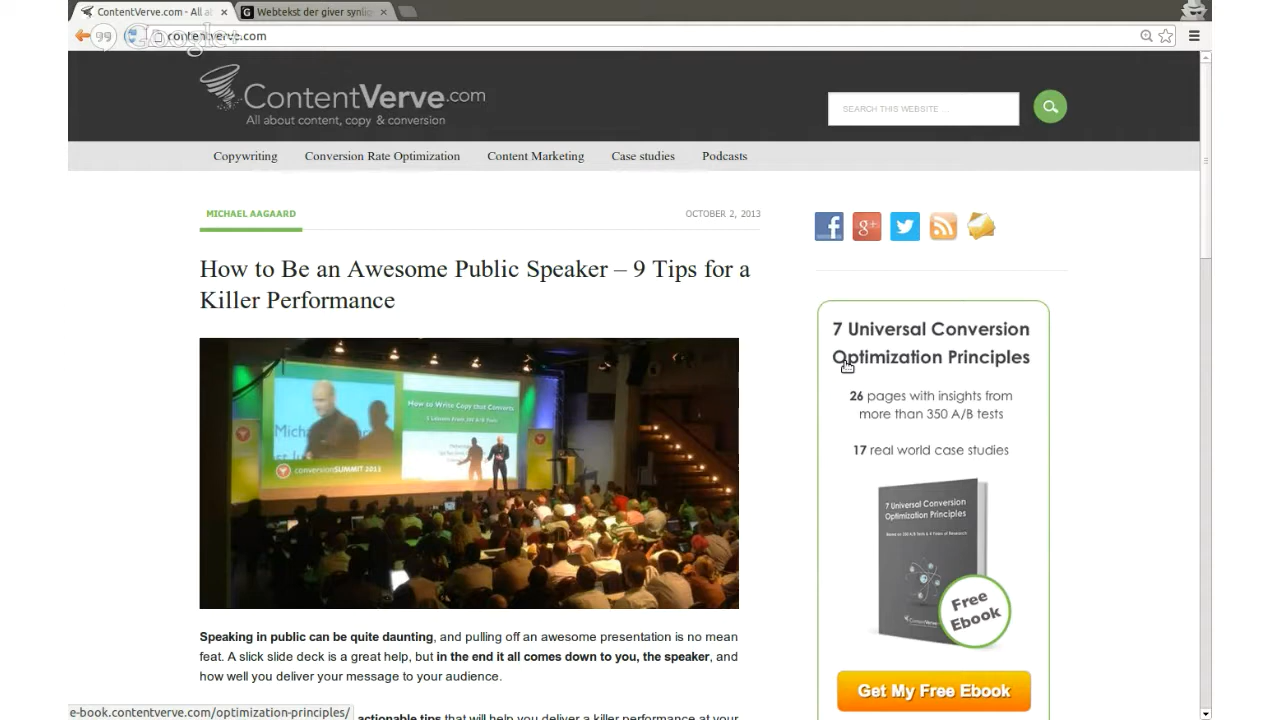 ContentVerve.com - All a
Webtekst der giver synlig
Google+
contentverve.com
ContentVerve.com
All about content, copy & conversion
SEARCH THIS WEBSITE ...
Copywriting Conversion Rate Optimization Content Marketing Case studies Podcasts
MICHAEL AAGAARD
OCTOBER 2, 2013
How to Be an Awesome Public Speaker – 9 Tips for a
Killer Performance
How to Write Copy that Converts
conversionSUMMIT 2013
Speaking in public can be quite daunting, and pulling off an awesome presentation is no mean
feat. A slick slide deck is a great help, but in the end it all comes down to you, the speaker, and
how well you deliver your message to your audience.
actionable tips that will help you deliver a killer performance at your
7 Universal Conversion
Optimization Principles
26 pages with insights from
more than 350 A/B tests
17 real world case studies
7 Universal Conversion
Optimization Principles
Free
Ebook
Get My Free Ebook
e-book.contentverve.com/optimization-principles/